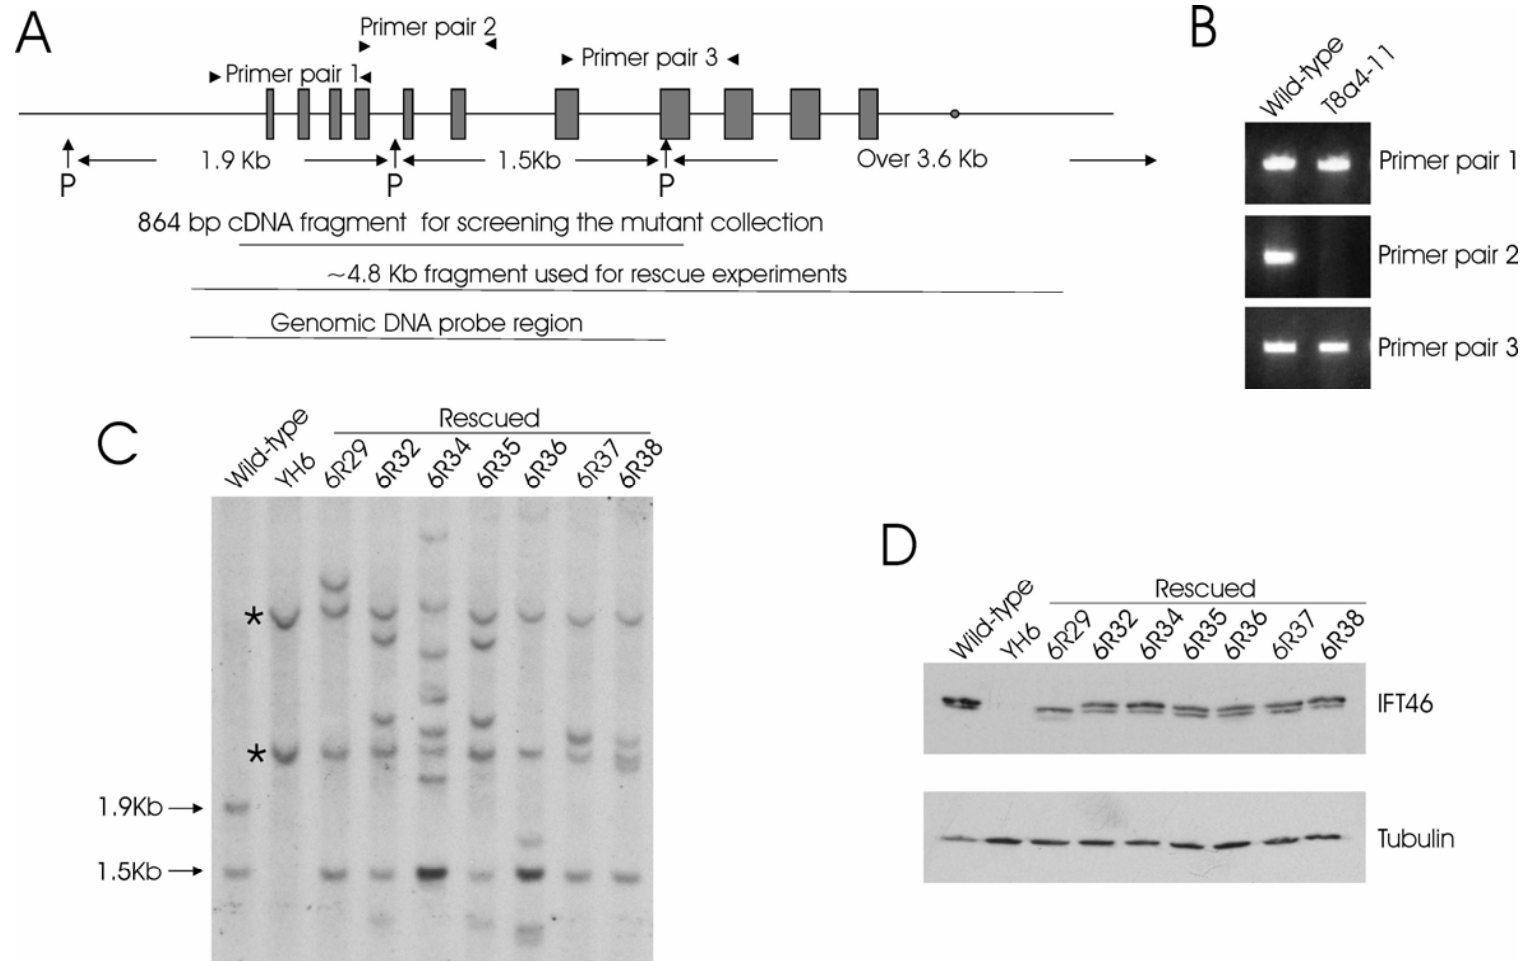 A
Primer pair 2
Primer pair 1
Primer pair 3
1.9 Kb
1.5Kb
Over 3.6 Kb
P
P
P
864 bp cDNA fragment for screening the mutant collection
~4.8 Kb fragment used for rescue experiments
Genomic DNA probe region
B
Wild-type
T8a4-11
Primer pair 1
Primer pair 2
Primer pair 3
C
Rescued
Wild-type
YH6
6R29
6R32
6R34
6R35
6R36
6R37
6R38
*
*
1.9Kb
1.5Kb
D
Rescued
Wild-type
YH6
6R29
6R32
6R34
6R35
6R36
6R37
6R38
IFT46
Tubulin